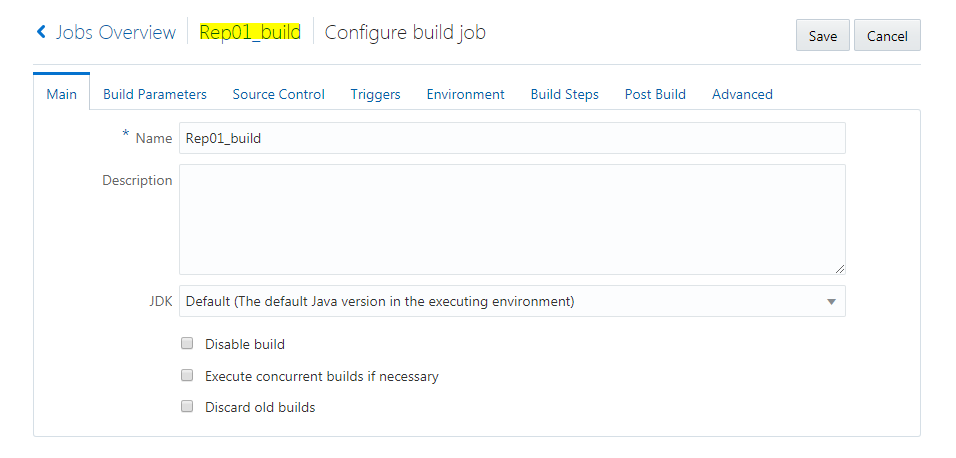 Jobs Overview Rep01_build Configure build job Save Cancel
Main Build Parameters Source Control Triggers Environment Build Steps Post Build Advanced
* Name Rep01_build
Description
JDK Default (The default Java version in the executing environment)
Disable build
Execute concurrent builds if necessary
Discard old builds